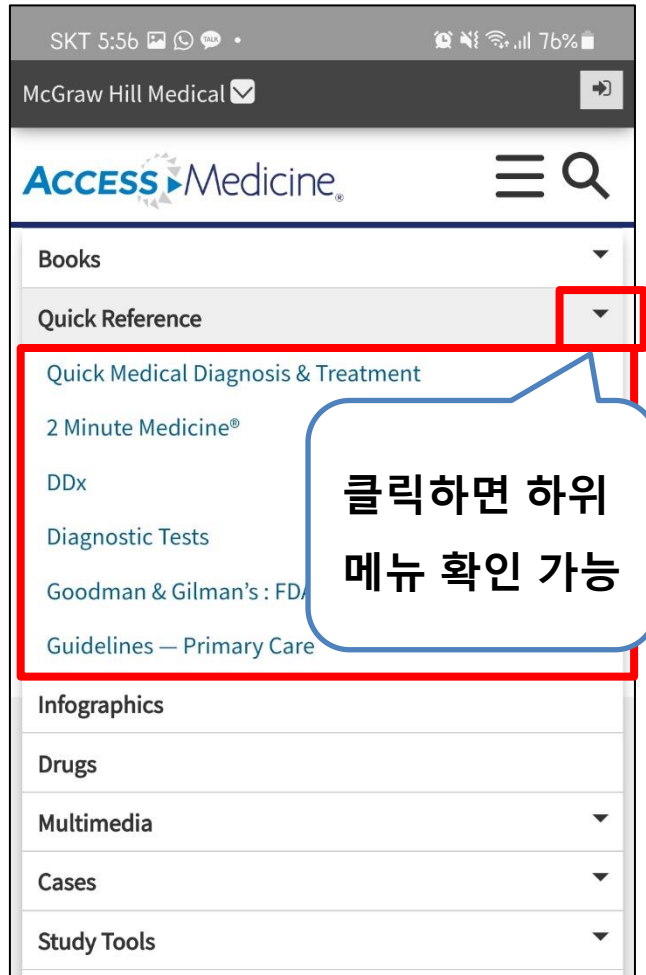 SKT 5:56
76%
McGraw Hill Medical
Access Medicine®
Books
Quick Reference
Quick Medical Diagnosis & Treatment
2 Minute Medicine®
DDx
Diagnostic Tests
Goodman & Gilman's : FDA
Guidelines — Primary Care
클릭하면 하위
메뉴 확인 가능
Infographics
Drugs
Multimedia
Cases
Study Tools